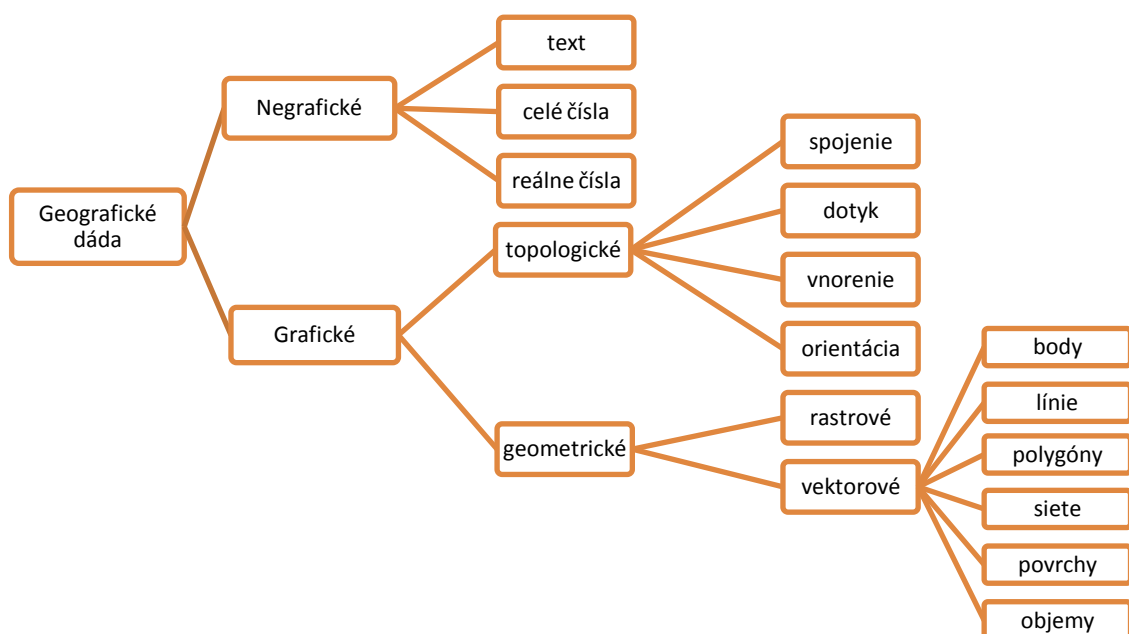 Geografické
dáda
Negrafické
text
celé čísla
reálne čísla
Grafické
topologické
spojenie
dotyk
vnorenie
orientácia
geometrické
rastrové
vektorové
body
línie
polygóny
siete
povrchy
objemy